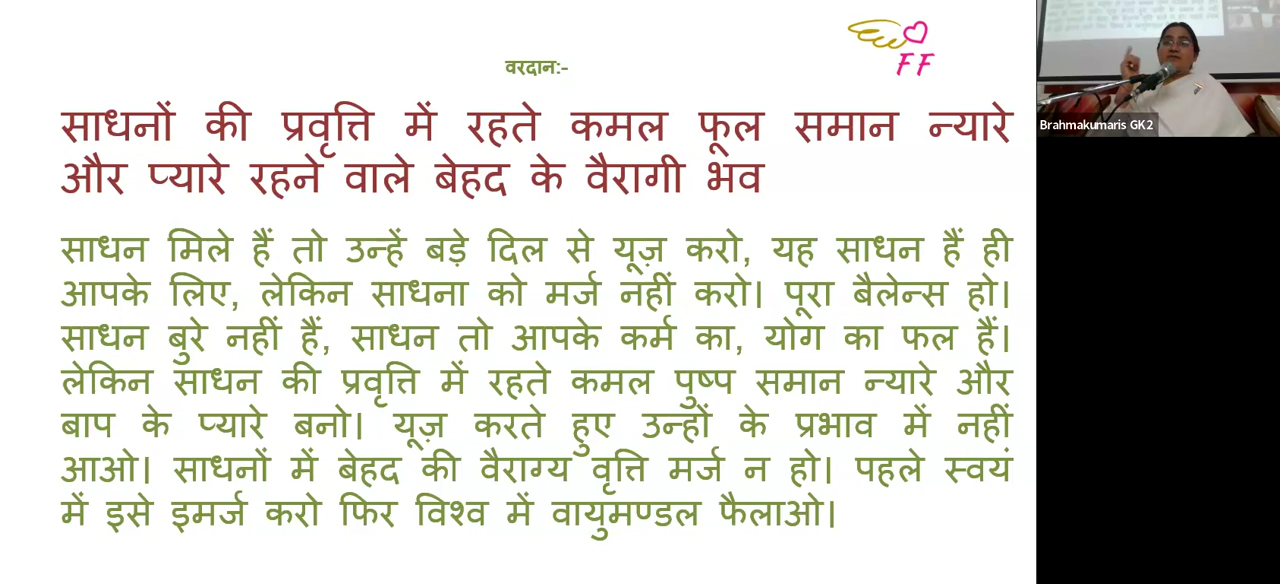 वरदान:-
F F
साधनों की प्रवृत्ति में रहते कमल फूल समान न्यारे
और प्यारे रहने वाले बेहद के वैरागी भव
साधन मिले हैं तो उन्हें बड़े दिल से यूज़ करो, यह साधन हैं ही
आपके लिए, लेकिन साधना को मर्ज नहीं करो। पूरा बैलेन्स हो।
साधन बुरे नहीं हैं, साधन तो आपके कर्म का, योग का फल हैं।
लेकिन साधन की प्रवृत्ति में रहते कमल पुष्प समान न्यारे और
बाप के प्यारे बनो। यूज़ करते हुए उन्हों के प्रभाव में नहीं
आओ। साधनों में बेहद की वैराग्य वृत्ति मर्ज न हो। पहले स्वयं
में इसे इमर्ज करो फिर विश्व में वायुमण्डल फैलाओ।
Brahmakumaris GK2